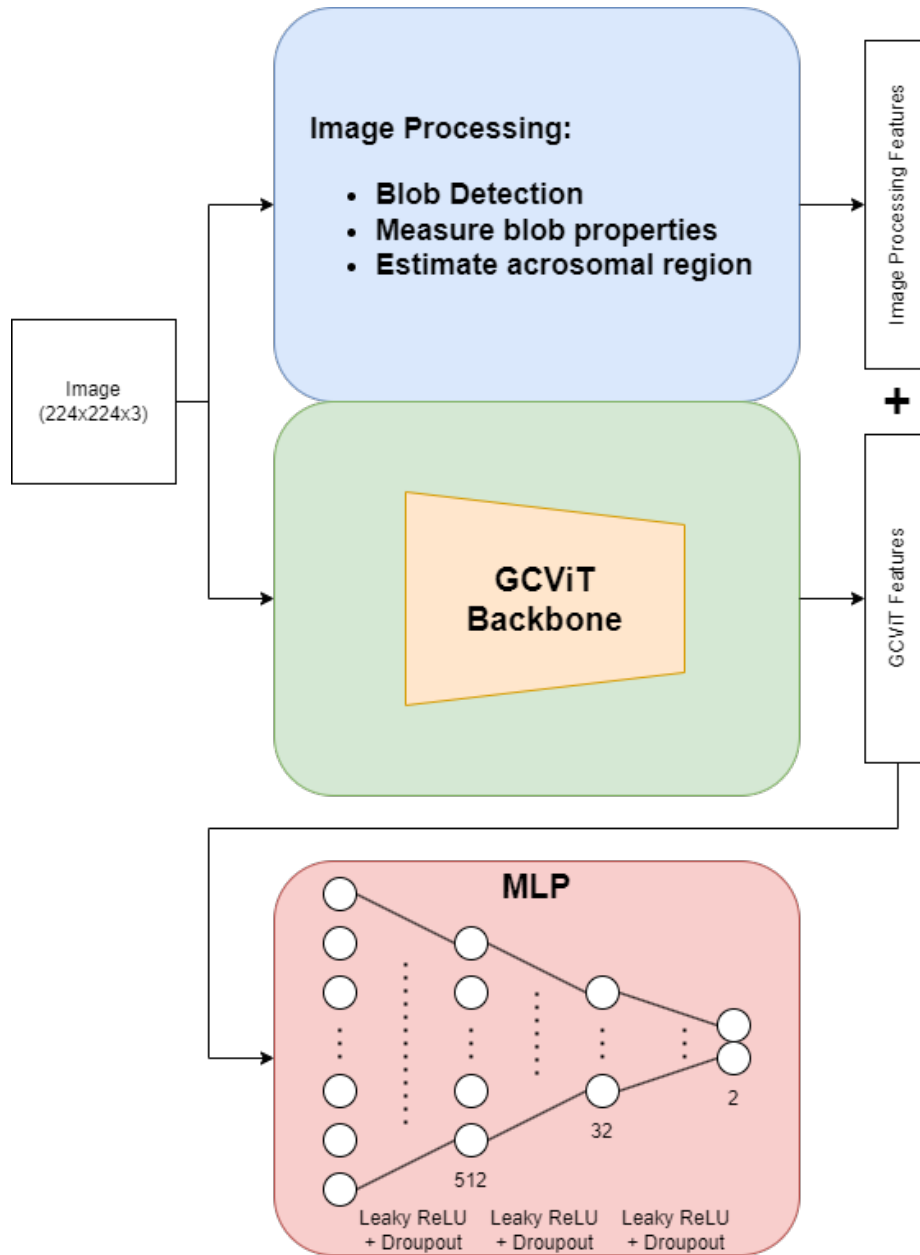 Image Processing:
• Blob Detection
• Measure blob properties
• Estimate acrosomal region
Image Processing Features
Image
(224x224x3)
+
GCViT
Backbone
GCViT Features
MLP
2
32
512
Leaky ReLU
+ Droupout
Leaky ReLU
+ Droupout
Leaky ReLU
+ Droupout